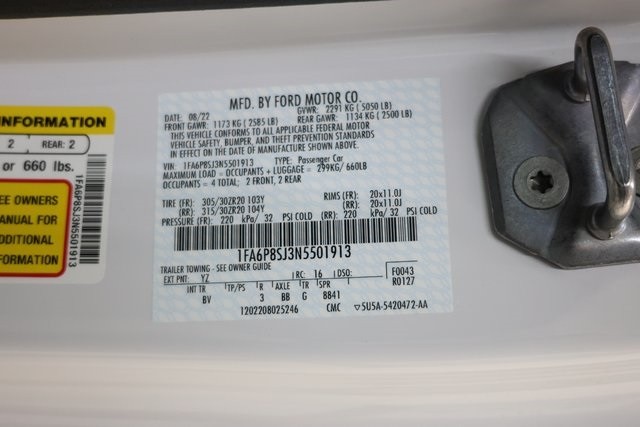 INFORMATION
2 REAR: 2
or 660 lbs.
EE OWNERS
ANUAL FOR
DITIONAL
FORMATION
1FA6P8SJ3N5501913
MFD. BY FORD MOTOR CO.
DATE: 08/22 GVWR: 2291 KG ( 5050 LB)
FRONT GAWR: 1173 KG ( 2585 LB) REAR GAWR: 1134 KG ( 2500 LB)
THIS VEHICLE CONFORMS TO ALL APPLICABLE FEDERAL MOTOR
VEHICLE SAFETY, BUMPER, AND THEFT PREVENTION STANDARDS
IN EFFECT ON THE DATE OF MANUFACTURE SHOWN ABOVE.
VIN: 1FA6P8SJ3N5501913 TYPE: Passenger Car
MAXIMUM LOAD = OCCUPANTS + LUGGAGE = 299KG/ 660LB
OCCUPANTS = 4 TOTAL: 2 FRONT, 2 REAR
TIRE (FR): 305/30ZR20 103Y RIMS (FR): 20x11.0J
(RR): 315/30ZR20 104Y (RR): 20x11.0J
PRESSURE (FR): 220 kPa/ 32 PSI COLD (RR): 220 kPa/ 32 PSI COLD
1FA6P8SJ3N5501913
TRAILER TOWING - SEE OWNER GUIDE
EXT PNT: YZ RC: 16 DSO: F0043
INT TR R AXLE TR SPR R0127
BV 3 BB G 8841
1202208025246 CMC ▽5U5A-5420472-AA